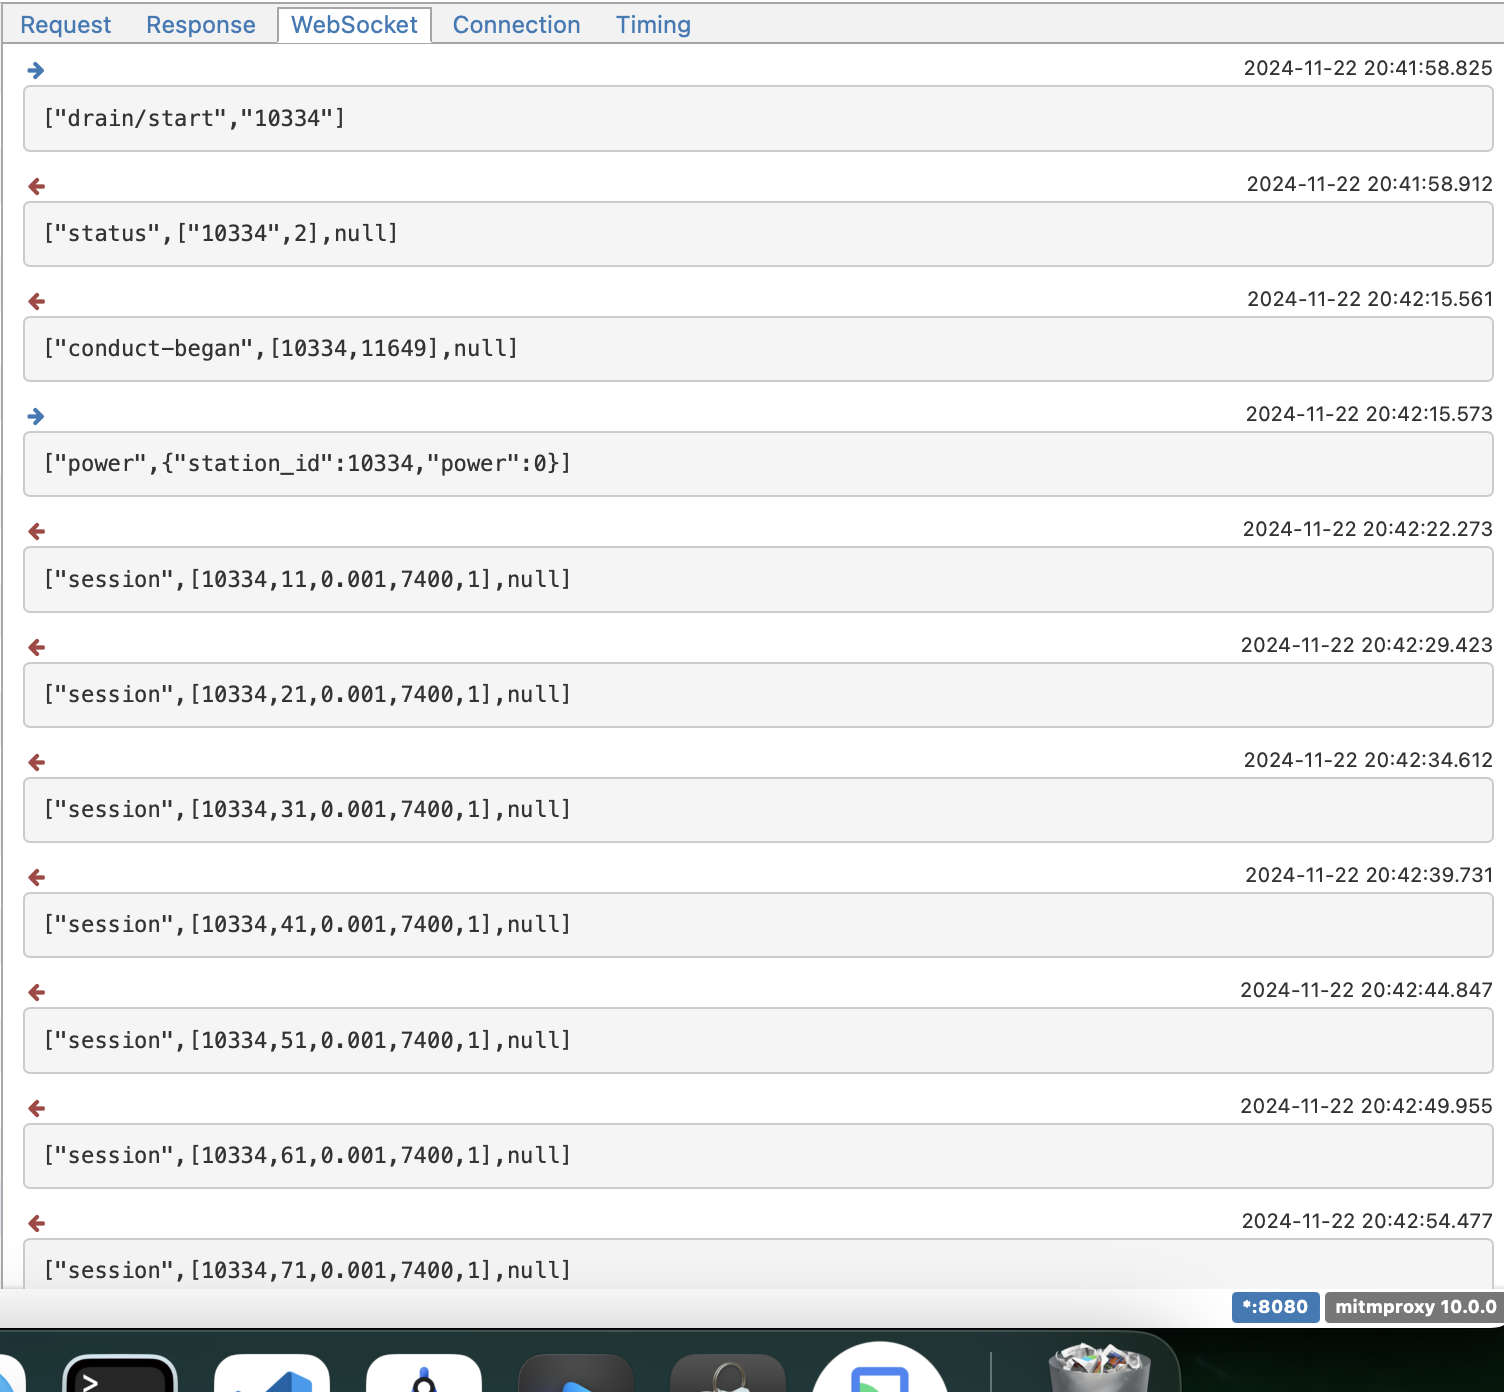 Request Response WebSocket Connection Timing
2024-11-22 20:41:58.825
["drain/start","10334"]
2024-11-22 20:41:58.912
["status",["10334",2],null]
2024-11-22 20:42:15.561
["conduct-began",[10334,11649],null]
2024-11-22 20:42:15.573
["power",{"station_id":10334,"power":0}]
2024-11-22 20:42:22.273
["session",[10334,11,0.001,7400,1],null]
2024-11-22 20:42:29.423
["session",[10334,21,0.001,7400,1],null]
2024-11-22 20:42:34.612
["session",[10334,31,0.001,7400,1],null]
2024-11-22 20:42:39.731
["session",[10334,41,0.001,7400,1],null]
2024-11-22 20:42:44.847
["session",[10334,51,0.001,7400,1],null]
2024-11-22 20:42:49.955
["session",[10334,61,0.001,7400,1],null]
2024-11-22 20:42:54.477
["session",[10334,71,0.001,7400,1],null]
*:8080 mitmproxy 10.0.0